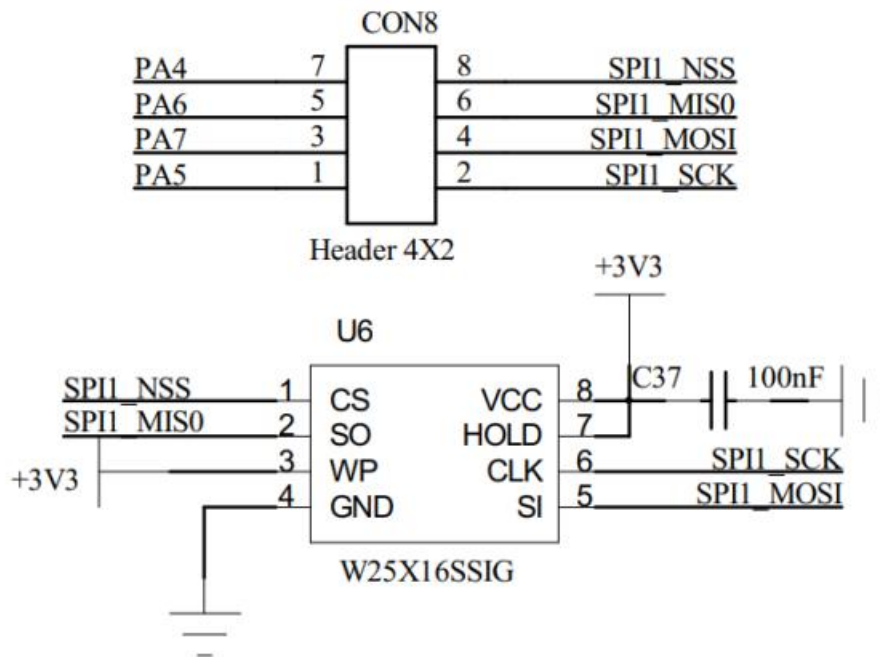 CON8
PA4 7 8 SPI1_NSS
PA6 5 6 SPI1_MIS0
PA7 3 4 SPI1_MOSI
PA5 1 2 SPI1_SCK
Header 4X2
+3V3
U6
SPI1_NSS 1 CS VCC 8 C37 100nF
SPI1_MIS0 2 SO HOLD 7
+3V3 3 WP CLK 6 SPI1_SCK
4 GND SI 5 SPI1_MOSI
W25X16SSIG